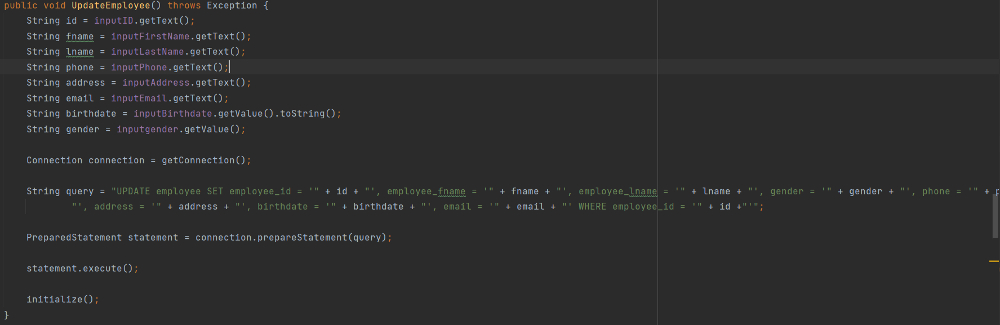 public void UpdateEmployee() throws Exception {
String id = inputID.getText();
String fname = inputFirstName.getText();
String lname = inputLastName.getText();
String phone = inputPhone.getText();
String address = inputAddress.getText();
String email = inputEmail.getText();
String birthdate = inputBirthdate.getValue().toString();
String gender = inputgender.getValue();
Connection connection = getConnection();
String query = "UPDATE employee SET employee_id = '" + id + "', employee_fname = '" + fname + "', employee_lname = '" + lname + "', gender = '" + gender + "', phone = '" +
"', address = '" + address + "', birthdate = '" + birthdate + "', email = '" + email + "' WHERE employee_id = '" + id +"'";
PreparedStatement statement = connection.prepareStatement(query);
statement.execute();
initialize();
}